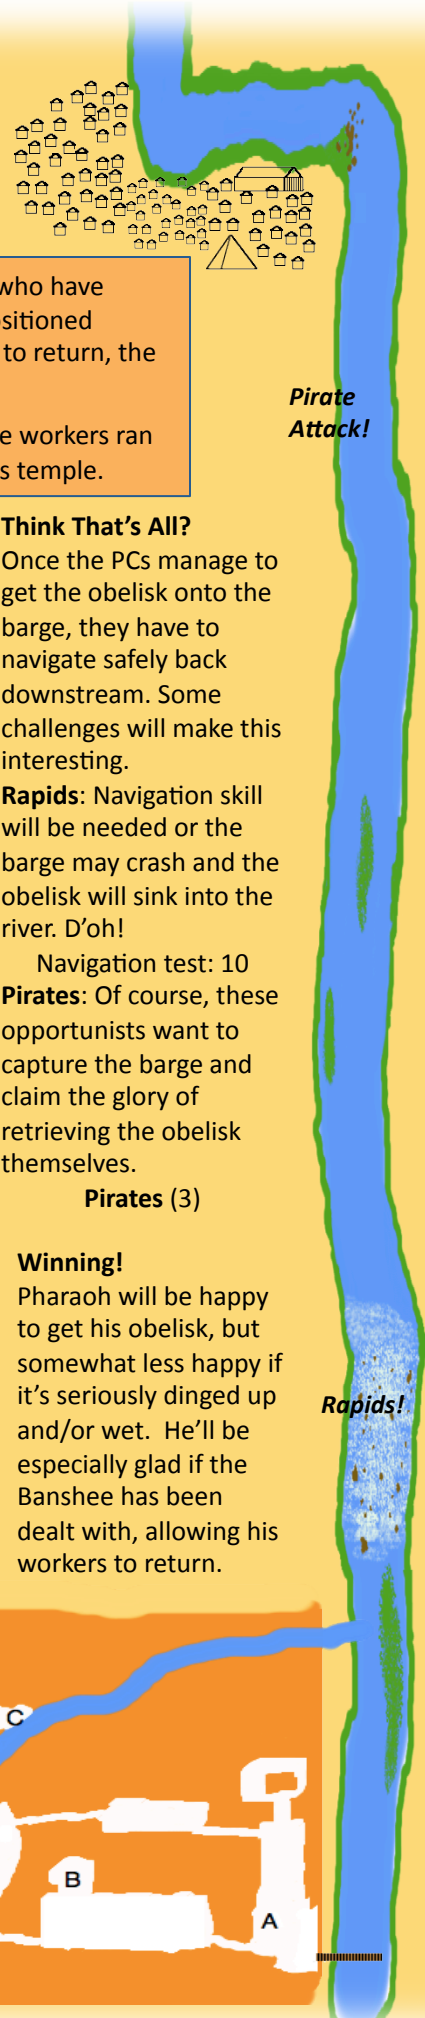 who have
sitioned
to return, the
e workers ran
s temple.
Pirate
Attack!
Think That's All?
Once the PCs manage to
get the obelisk onto the
barge, they have to
navigate safely back
downstream. Some
challenges will make this
interesting.
Rapids: Navigation skill
will be needed or the
barge may crash and the
obelisk will sink into the
river. D'oh!
Navigation test: 10
Pirates: Of course, these
opportunists want to
capture the barge and
claim the glory of
retrieving the obelisk
themselves.
Pirates (3)
Winning!
Pharaoh will be happy
to get his obelisk, but
somewhat less happy if
it's seriously dinged up
and/or wet. He'll be
especially glad if the
Banshee has been
dealt with, allowing his
workers to return.
Rapids!
C
B
A